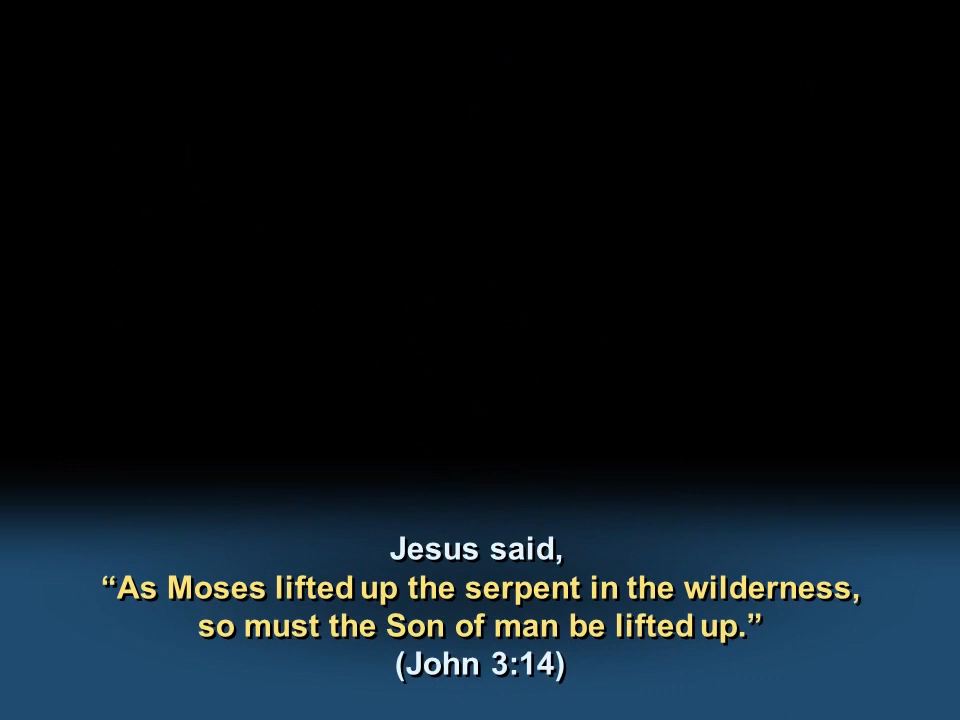 Jesus said,
“As Moses lifted up the serpent in the wilderness,
so must the Son of man be lifted up.”
(John 3:14)